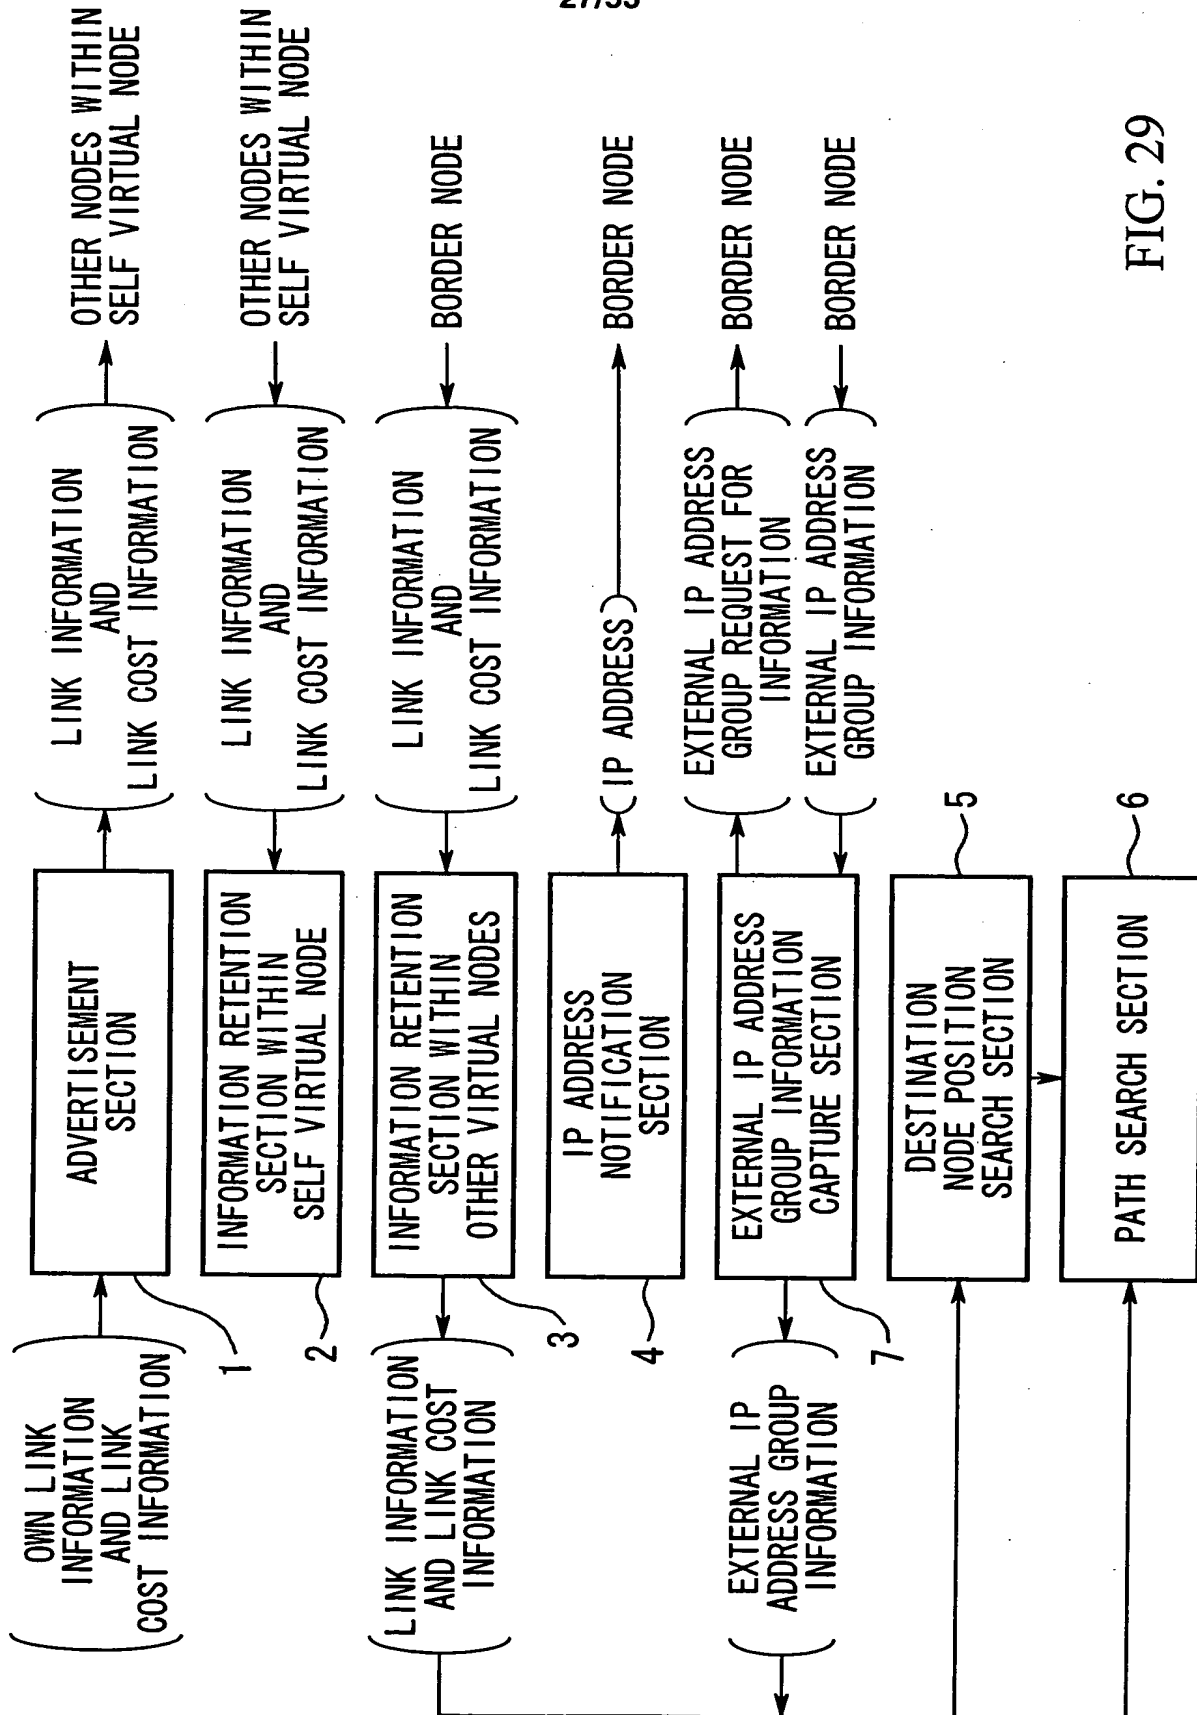 27/33
OWN LINK
INFORMATION
AND LINK
COST INFORMATION
1
ADVERTISEMENT
SECTION
LINK INFORMATION
AND
LINK COST INFORMATION
OTHER NODES WITHIN
SELF VIRTUAL NODE
2
INFORMATION RETENTION
SECTION WITHIN
SELF VIRTUAL NODE
LINK INFORMATION
AND
LINK COST INFORMATION
OTHER NODES WITHIN
SELF VIRTUAL NODE
LINK INFORMATION
AND LINK COST
INFORMATION
3
INFORMATION RETENTION
SECTION WITHIN
OTHER VIRTUAL NODES
LINK INFORMATION
AND
LINK COST INFORMATION
BORDER NODE
4
IP ADDRESS
NOTIFICATION
SECTION
IP ADDRESS
BORDER NODE
EXTERNAL IP
ADDRESS GROUP
INFORMATION
7
EXTERNAL IP ADDRESS
GROUP INFORMATION
CAPTURE SECTION
EXTERNAL IP ADDRESS
GROUP REQUEST FOR
INFORMATION
BORDER NODE
EXTERNAL IP ADDRESS
GROUP INFORMATION
BORDER NODE
DESTINATION
NODE POSITION
SEARCH SECTION
5
PATH SEARCH SECTION
6
FIG. 29